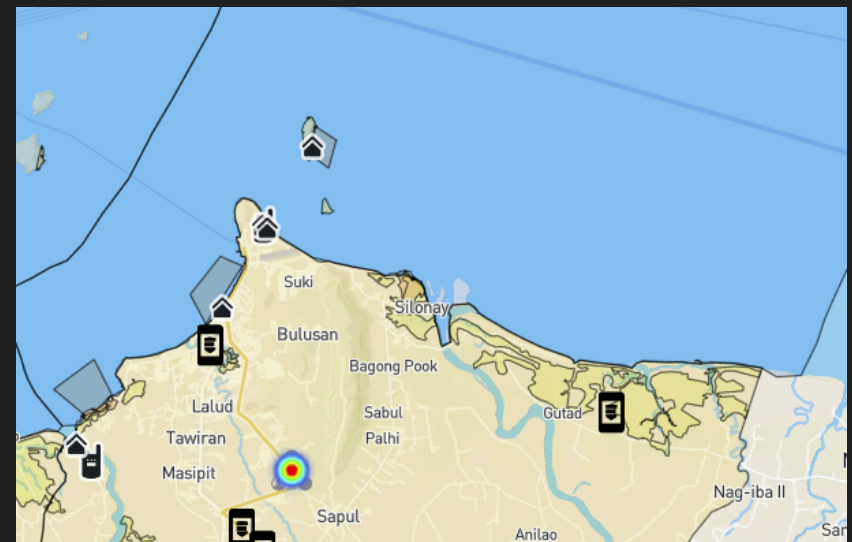 Suki
Silonay
Bulusan
Bagong Pook
Lalud
Sabul
Gutad
Tawiran
Palhi
Masipit
Nag-iba II
Sapul
Anilao